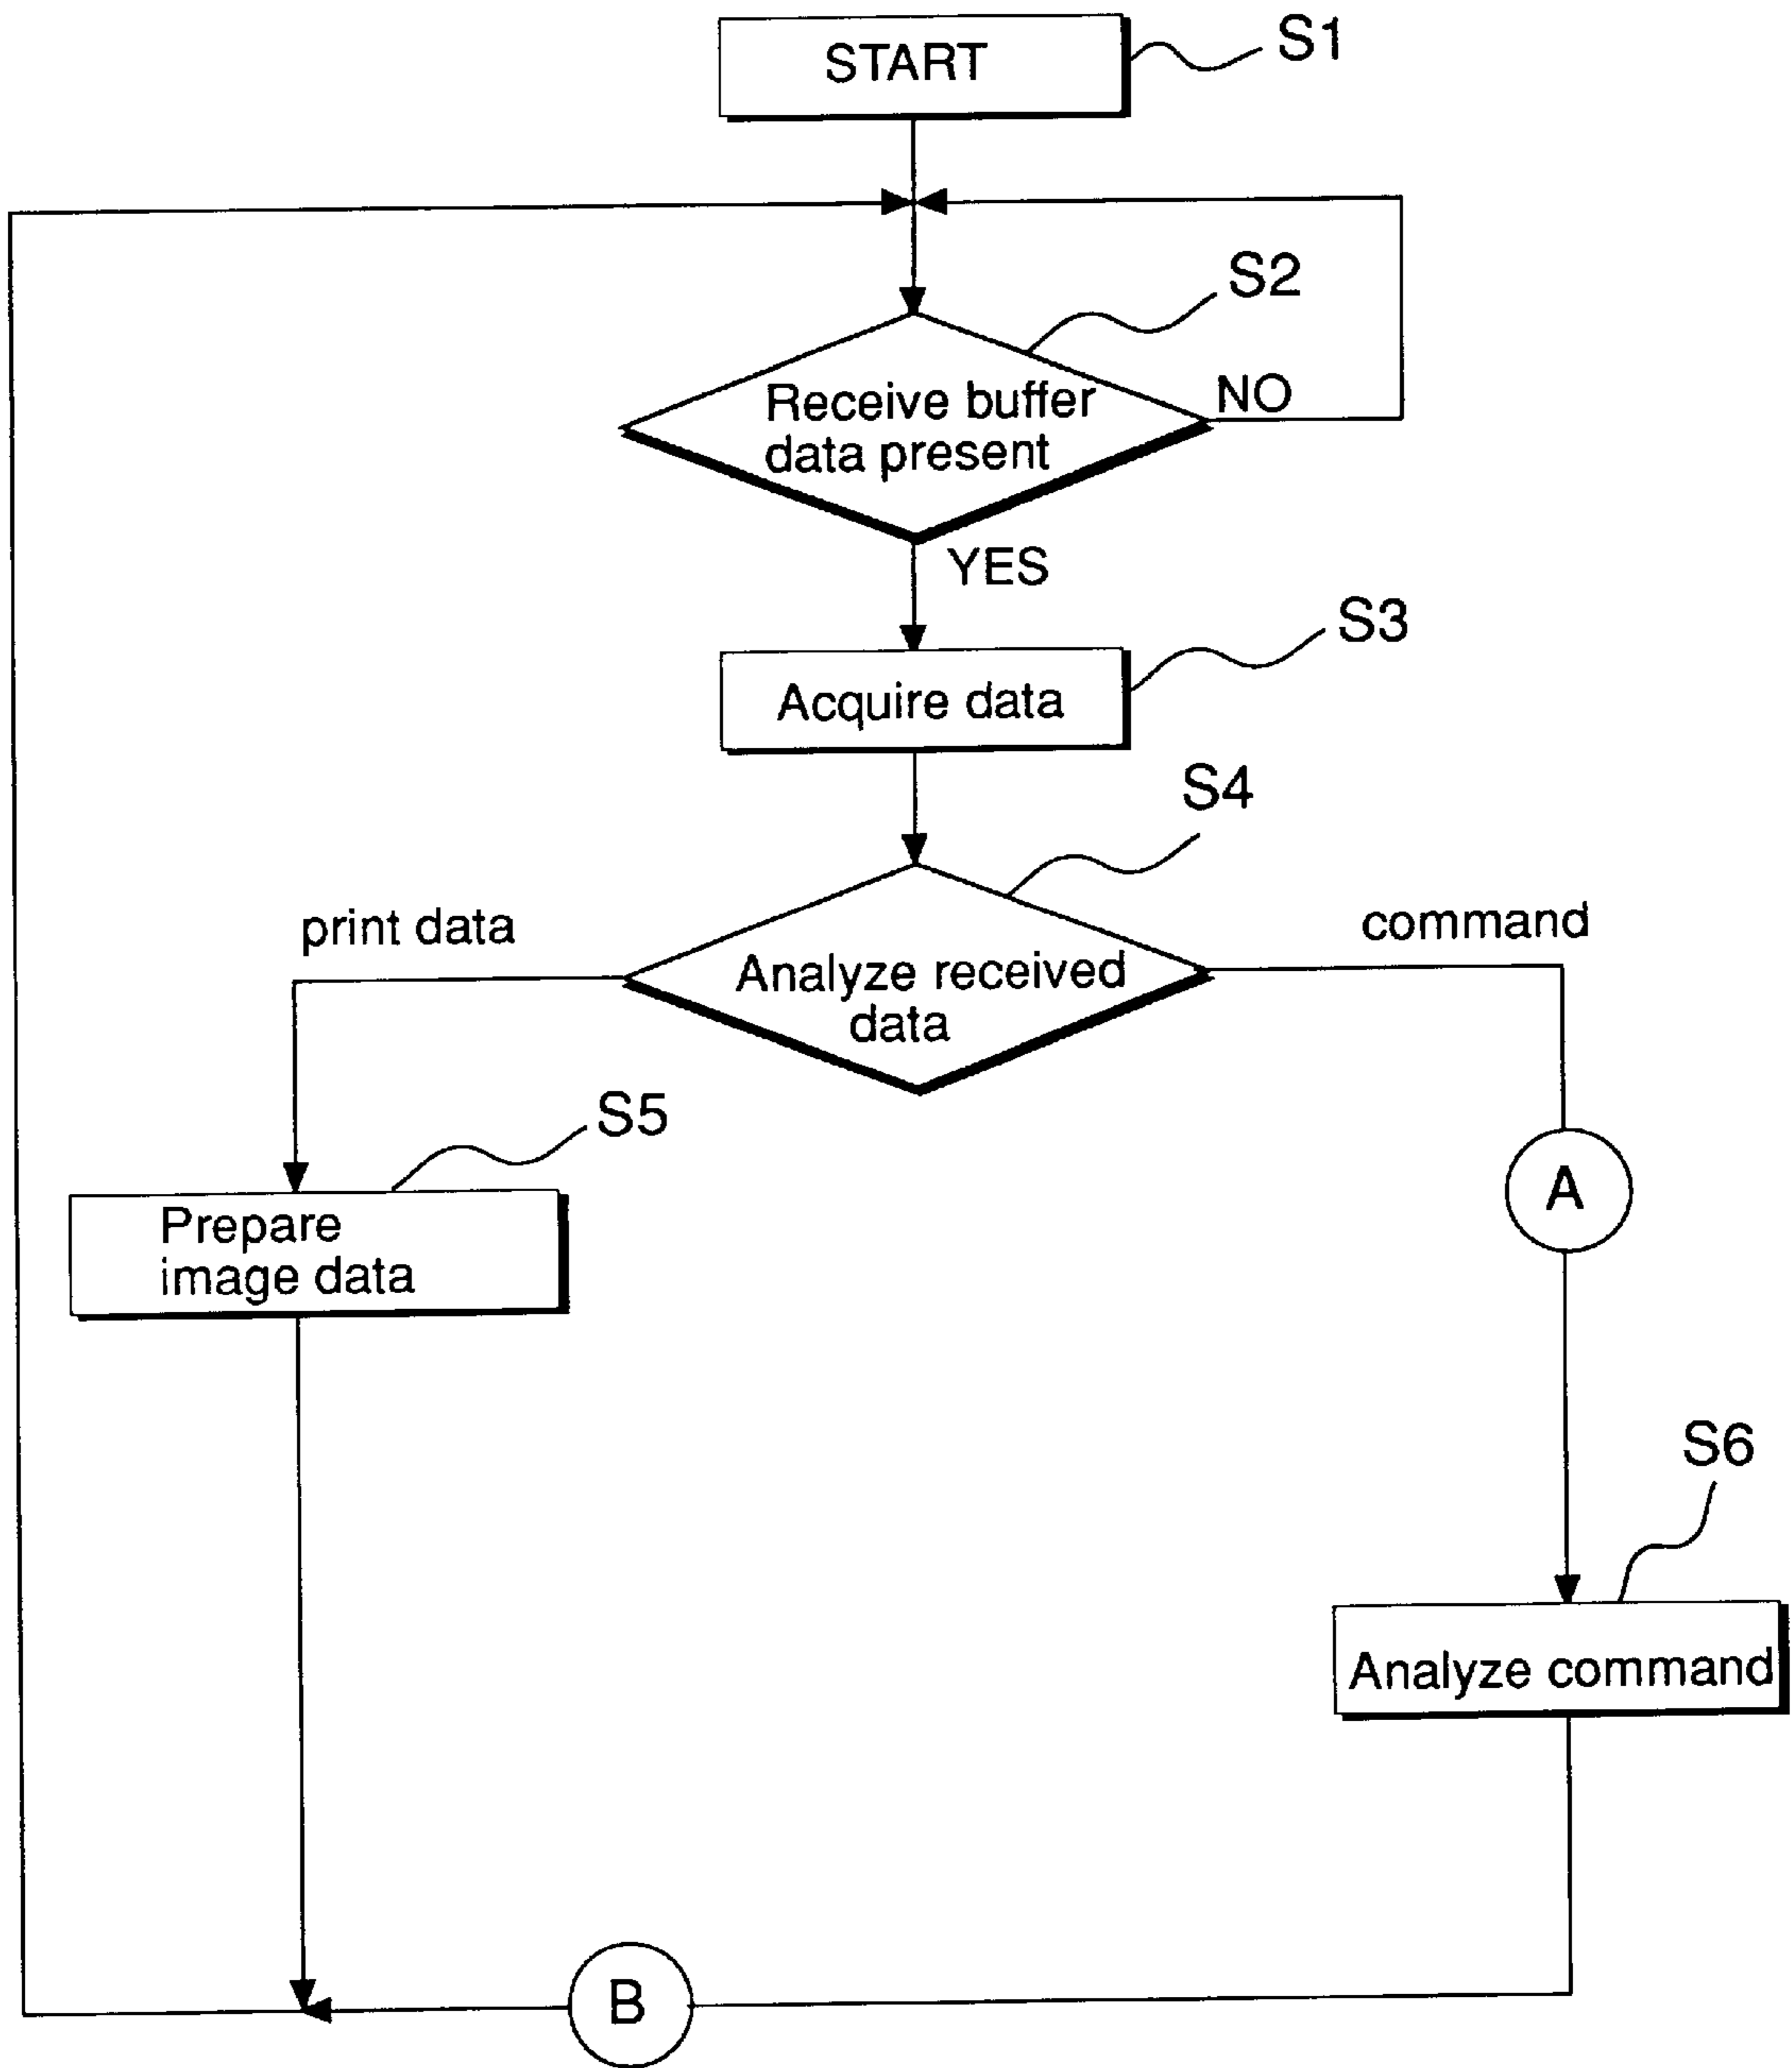 START
S1
S2
Receive buffer
data present
NO
YES
S3
Acquire data
S4
print data
command
Analyze received
data
S5
A
Prepare
image data
S6
Analyze command
B